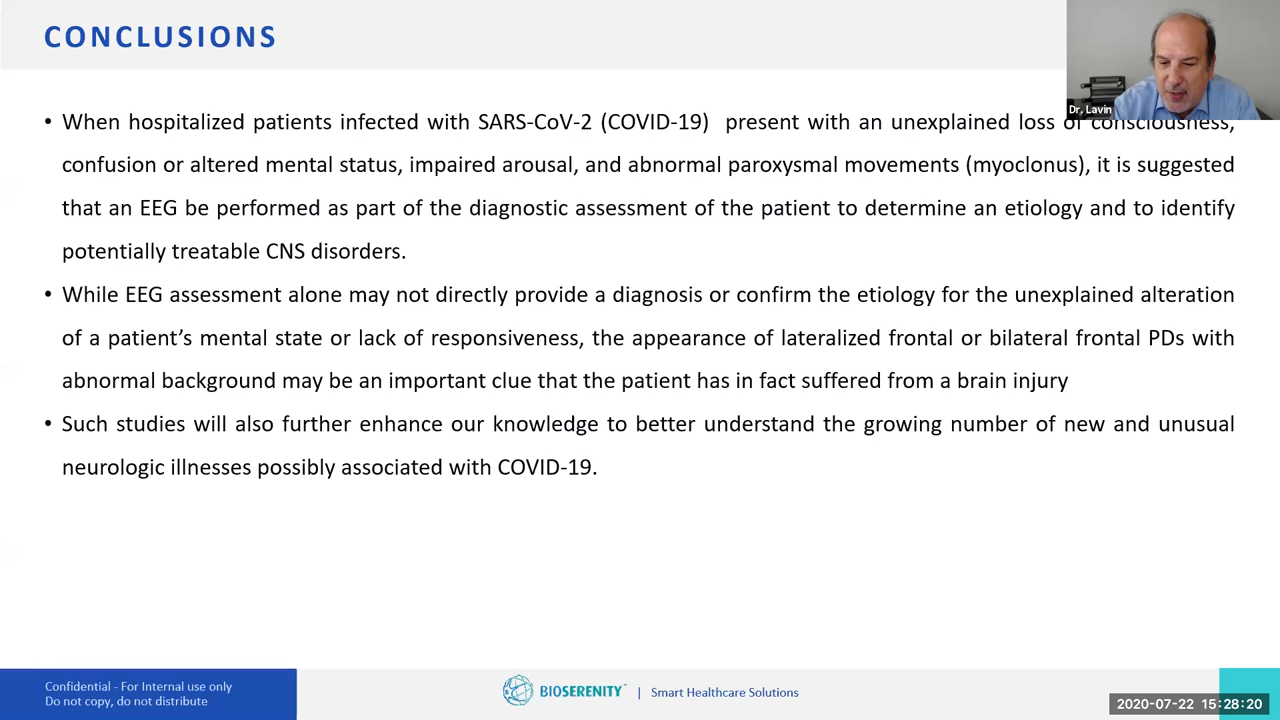 CONCLUSIONS
Dr, Lavin
• When hospitalized patients infected with SARS-CoV-2 (COVID-19) present with an unexplained loss of consciousness,
confusion or altered mental status, impaired arousal, and abnormal paroxysmal movements (myoclonus), it is suggested
that an EEG be performed as part of the diagnostic assessment of the patient to determine an etiology and to identify
potentially treatable CNS disorders.
• While EEG assessment alone may not directly provide a diagnosis or confirm the etiology for the unexplained alteration
of a patient’s mental state or lack of responsiveness, the appearance of lateralized frontal or bilateral frontal PDs with
abnormal background may be an important clue that the patient has in fact suffered from a brain injury
• Such studies will also further enhance our knowledge to better understand the growing number of new and unusual
neurologic illnesses possibly associated with COVID-19.
Confidential - For Internal use only
Do not copy, do not distribute
BIOSERENITY™ | Smart Healthcare Solutions
2020-07-22 15:28:20